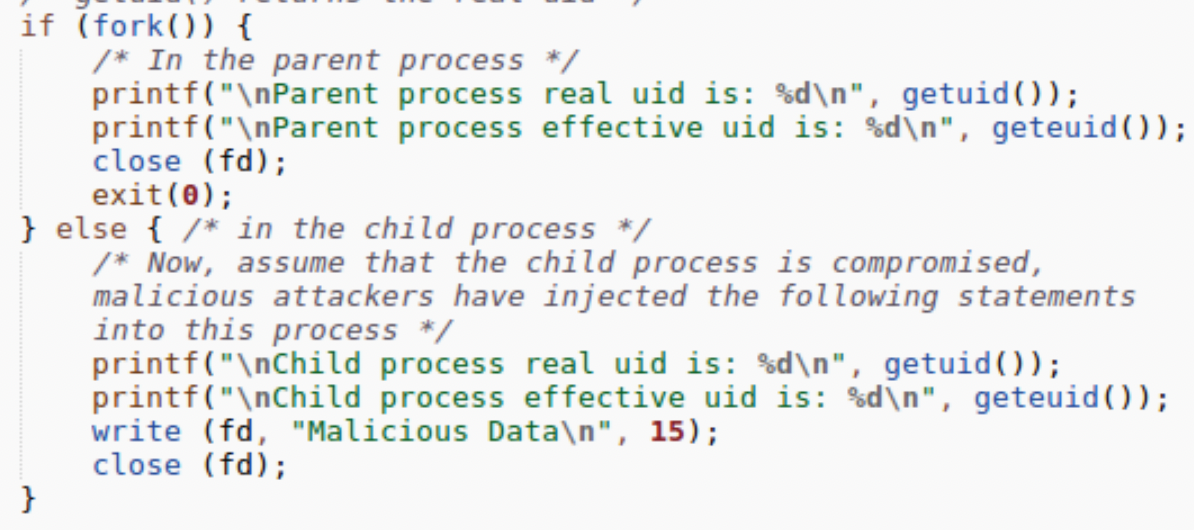 if (fork()) {
/* In the parent process */
printf("\nParent process real uid is: %d\n", getuid());
printf("\nParent process effective uid is: %d\n", geteuid());
close (fd);
exit(0);
} else { /* in the child process */
/* Now, assume that the child process is compromised,
malicious attackers have injected the following statements
into this process */
printf("\nChild process real uid is: %d\n", getuid());
printf("\nChild process effective uid is: %d\n", geteuid());
write (fd, "Malicious Data\n", 15);
close (fd);
}